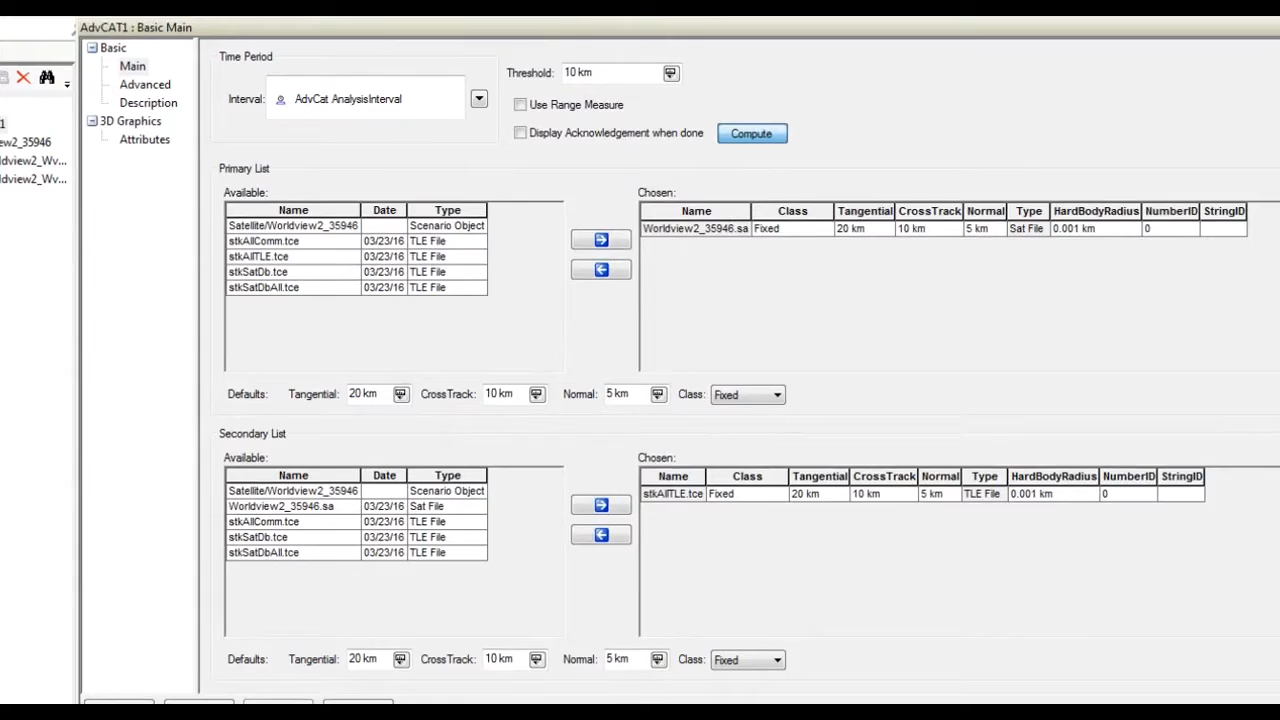 AdvCAT1 : Basic Main
Basic
Main
Advanced
Description
3D Graphics
Attributes
1
ew2_35946
ldview2_Wv...
ldview2_Wv...
Time Period
Interval: AdvCat AnalysisInterval
Threshold: 10 km
Use Range Measure
Display Acknowledgement when done Compute
Primary List
Available:
Name Date Type
Satellite/Worldview2_35946 Scenario Object
stkAllComm.tce 03/23/16 TLE File
stkAllTLE.tce 03/23/16 TLE File
stkSatDb.tce 03/23/16 TLE File
stkSatDbAll.tce 03/23/16 TLE File
Chosen:
Name Class Tangential CrossTrack Normal Type HardBodyRadius NumberID StringID
Worldview2_35946.sa Fixed 20 km 10 km 5 km Sat File 0.001 km 0
Defaults: Tangential: 20 km CrossTrack: 10 km Normal: 5 km Class: Fixed
Secondary List
Available:
Name Date Type
Satellite/Worldview2_35946 Scenario Object
Worldview2_35946.sa 03/23/16 Sat File
stkAllComm.tce 03/23/16 TLE File
stkSatDb.tce 03/23/16 TLE File
stkSatDbAll.tce 03/23/16 TLE File
Chosen:
Name Class Tangential CrossTrack Normal Type HardBodyRadius NumberID StringID
stkAllTLE.tce Fixed 20 km 10 km 5 km TLE File 0.001 km 0
Defaults: Tangential: 20 km CrossTrack: 10 km Normal: 5 km Class: Fixed